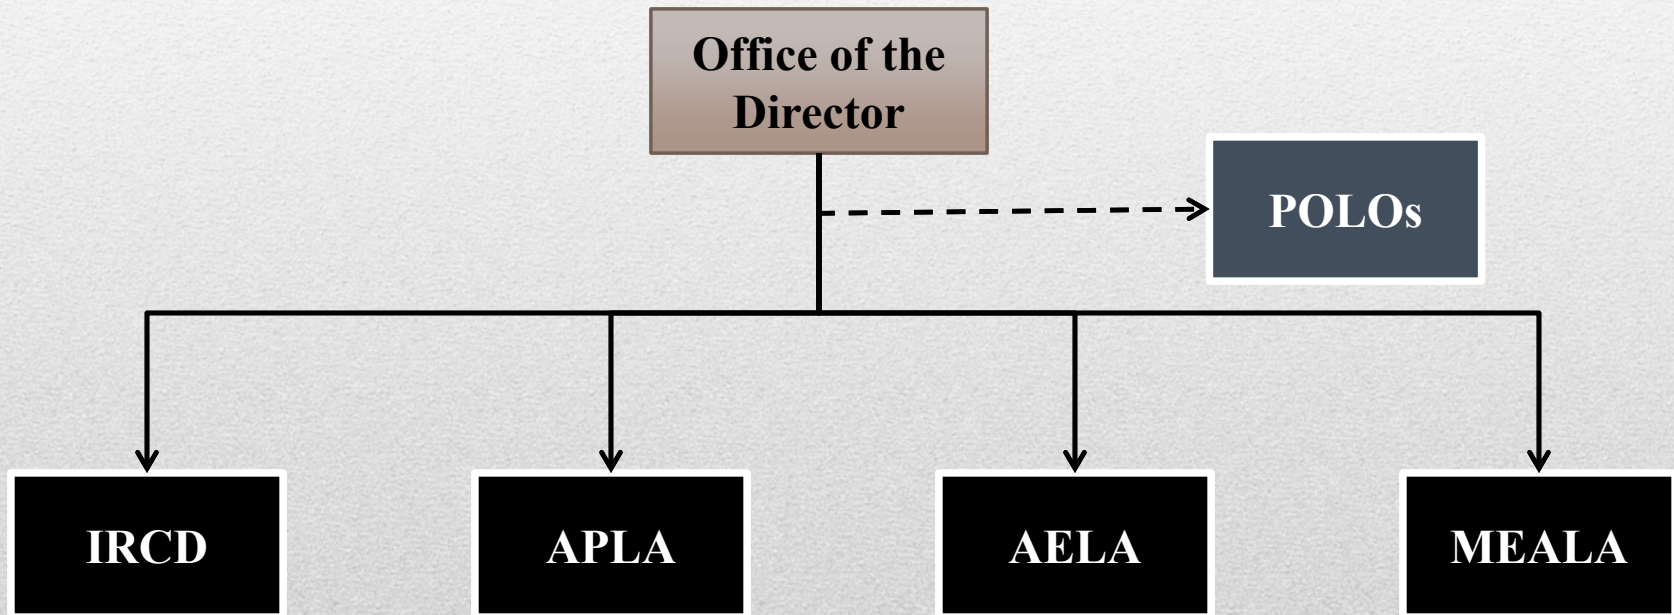 Office of the
Director
POLOs
IRCD
APLA
AELA
MEALA